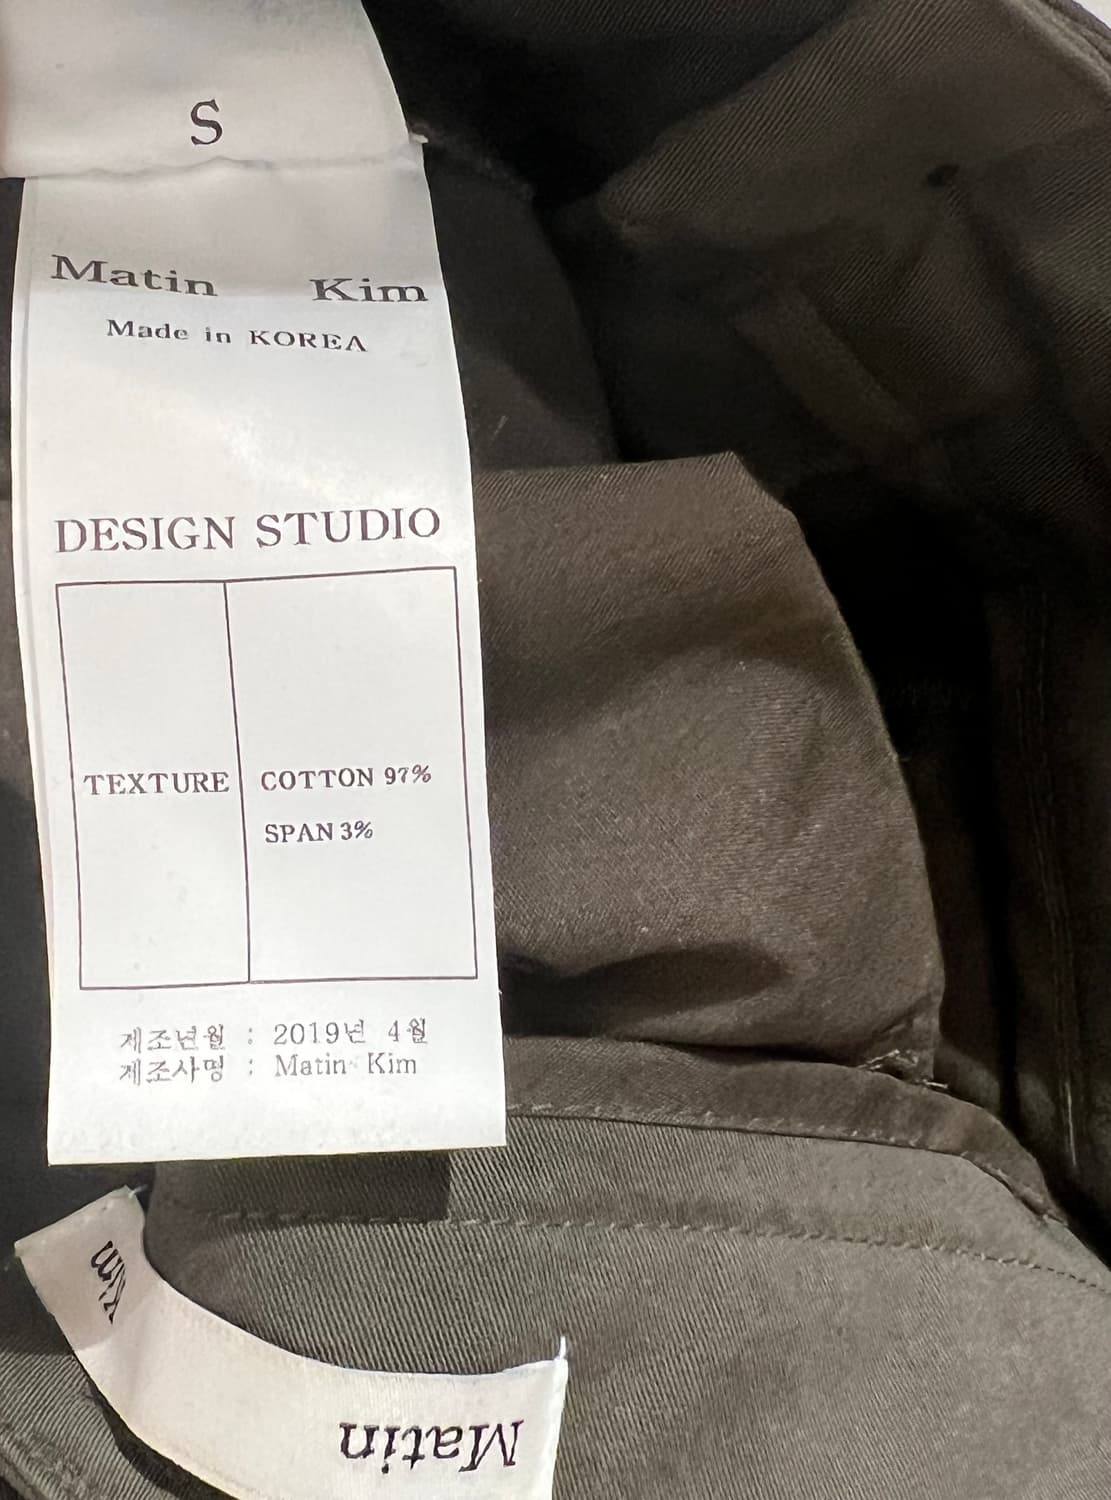 S
Matin Kim
Made in KOREA
DESIGN STUDIO
TEXTURE
COTTON 97%
SPAN 3%
제조년월 : 2019년 4월
제조사명 : Matin Kim
Matin Kim